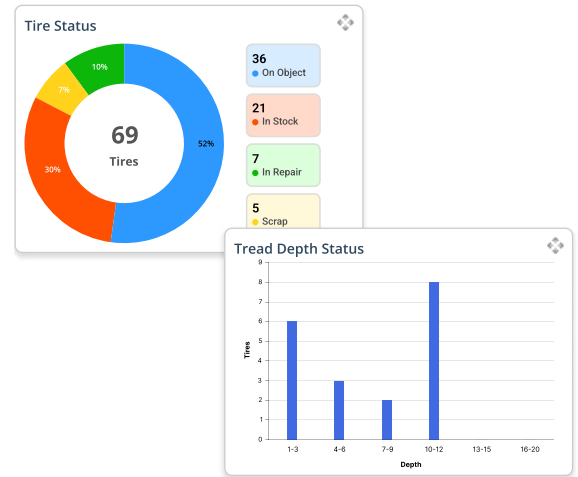 Tire Status
10%
7%
30%
52%
69
Tires
36
On Object
21
In Stock
7
In Repair
5
Scrap
Tread Depth Status
9
8
7
6
5
4
3
2
1
0
Tires
1-3
4-6
7-9
10-12
13-15
16-20
Depth